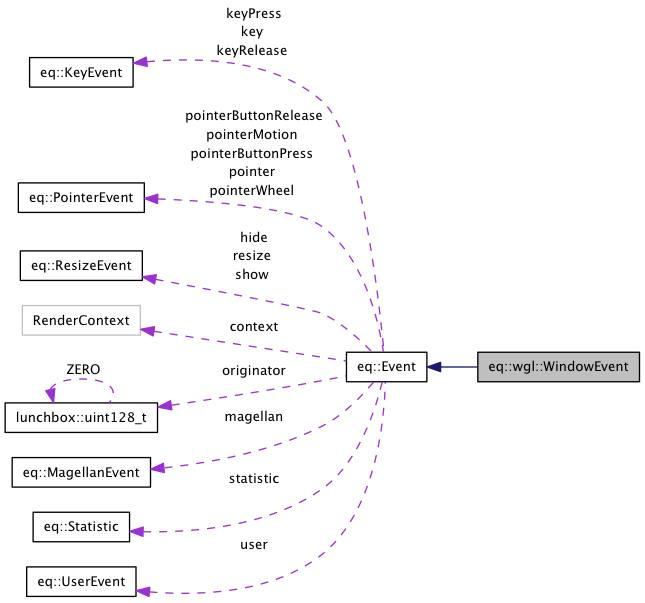 keyPress
key
keyRelease
eq::KeyEvent
pointerButtonRelease
pointerMotion
pointerButtonPress
pointer
pointerWheel
eq::PointerEvent
hide
resize
show
eq::ResizeEvent
RenderContext
context
eq::Event
eq::wgl::WindowEvent
ZERO
originator
lunchbox::uint128_t
magellan
eq::MagellanEvent
statistic
eq::Statistic
user
eq::UserEvent